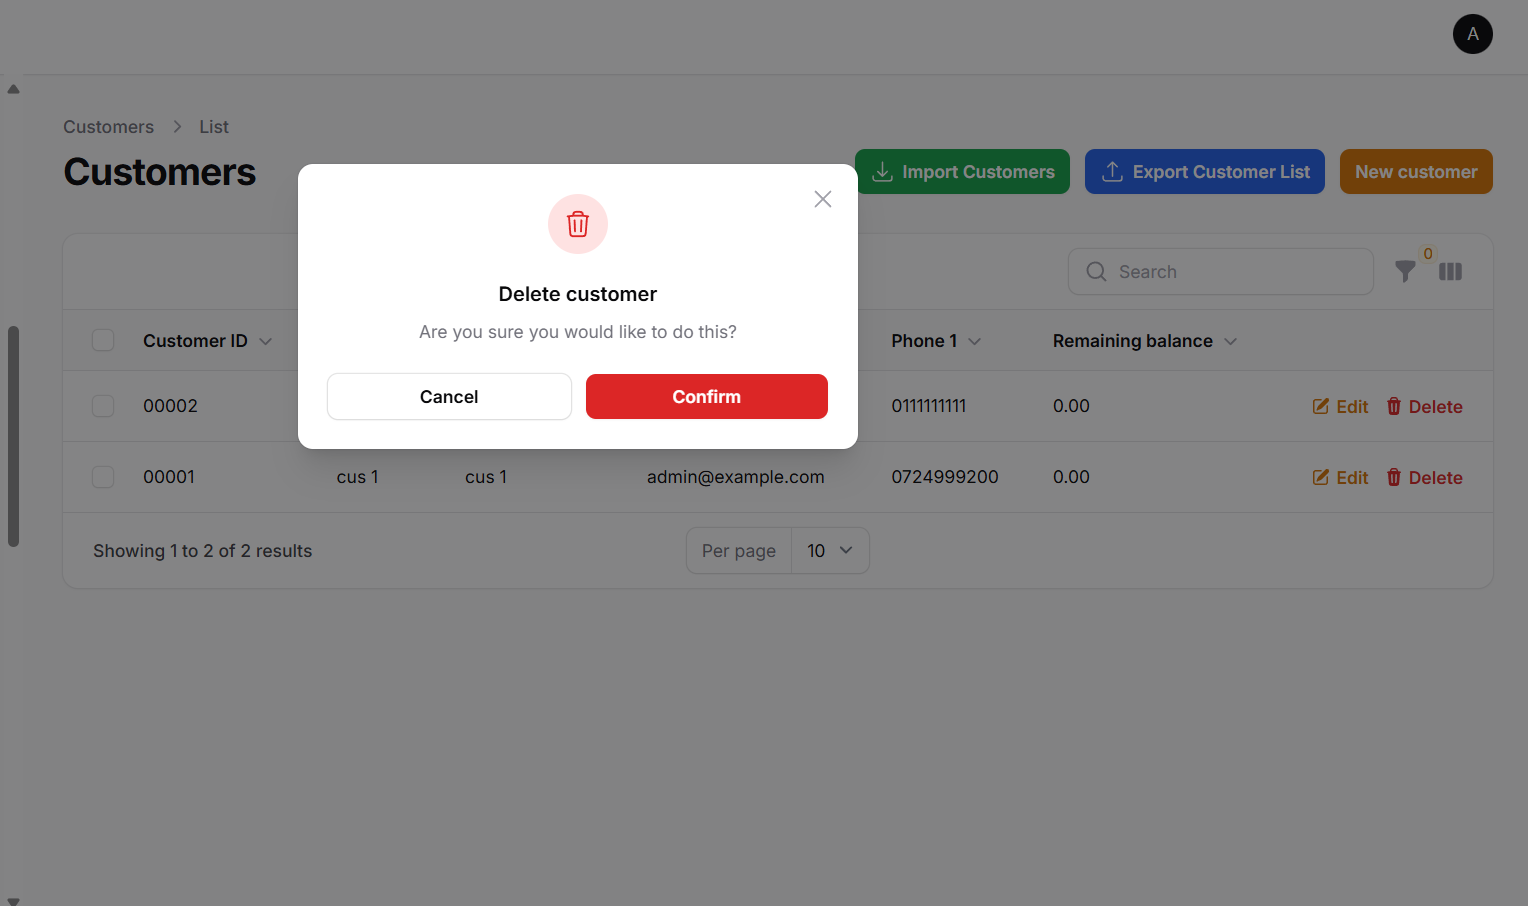 A
Customers > List
Customers
Import Customers
Export Customer List
New customer
Delete customer
Are you sure you would like to do this?
Cancel
Confirm
Search
0
Customer ID
Phone 1
Remaining balance
00002
0111111111
0.00
Edit
Delete
00001
cus 1
cus 1
admin@example.com
0724999200
0.00
Edit
Delete
Showing 1 to 2 of 2 results
Per page
10